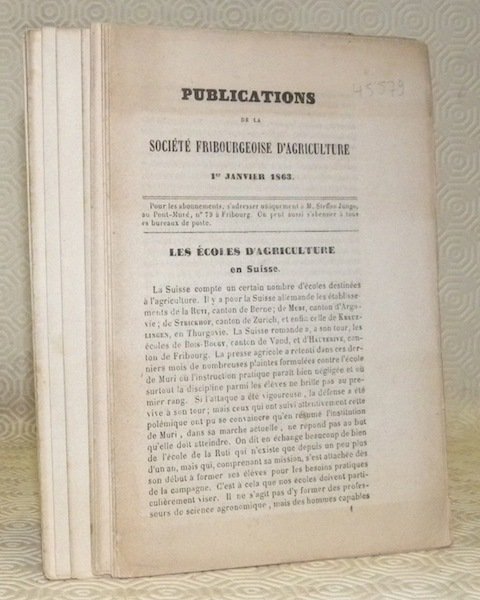 45579
PUBLICATIONS
DE LA
SOCIÉTÉ FRIBOURGEOISE D'AGRICULTURE
1er JANVIER 1863.
Pour les abonnements, s'adresser uniquement à M. Steffan Jungo,
au Pont-Muré, n° 79 à Fribourg. On peut aussi s'abonner à tous
es bureaux de poste.
LES ÉCOLES D'AGRICULTURE
en Suisse.
La Suisse compte un certain nombre d'écoles destinées
à l'agriculture. Il y a pour la Suisse allemande les établisse-
ments de la RUTI, canton de Berne; de MURI, canton d'Argo-
vie; de STRICKHOF, canton de Zurich, et enfin celle de KREUZ-
LINGEN, en Thurgovie. La Suisse romande a, à son tour, les
écoles de BOIS-BOUGY, canton de Vaud, et d'HAUTERIVE, can-
ton de Fribourg. La presse agricole a retenti dans ces der-
niers mois de nombreuses plaintes formulées contre l'école
de Muri où l'instruction pratique paraît bien negligée et où
surtout la discipline parmi les élèves ne brille pas au pre-
mier rang. Si l'attaque a été vigoureuse, la défense a été
vive à son tour; mais ceux qui ont suivi attentivement cette
polémique ont pu se convaincre qu'en résumé l'institution
de Muri, dans sa marche actuelle, ne répond pas au but
qu'elle doit atteindre. On dit en échange beaucoup de bien
de l'école de la Ruti qui n'existe que depuis un peu plus
d'un an, mais qui, comprenant sa mission, s'est attachée dès
son début à former ses élèves pour les besoins pratiques
de la campagne. C'est à cela que nos écoles doivent parti-
culièrement viser. Il ne s'agit pas d'y former des profes-
seurs de science agronomique, mais des hommes capables
1